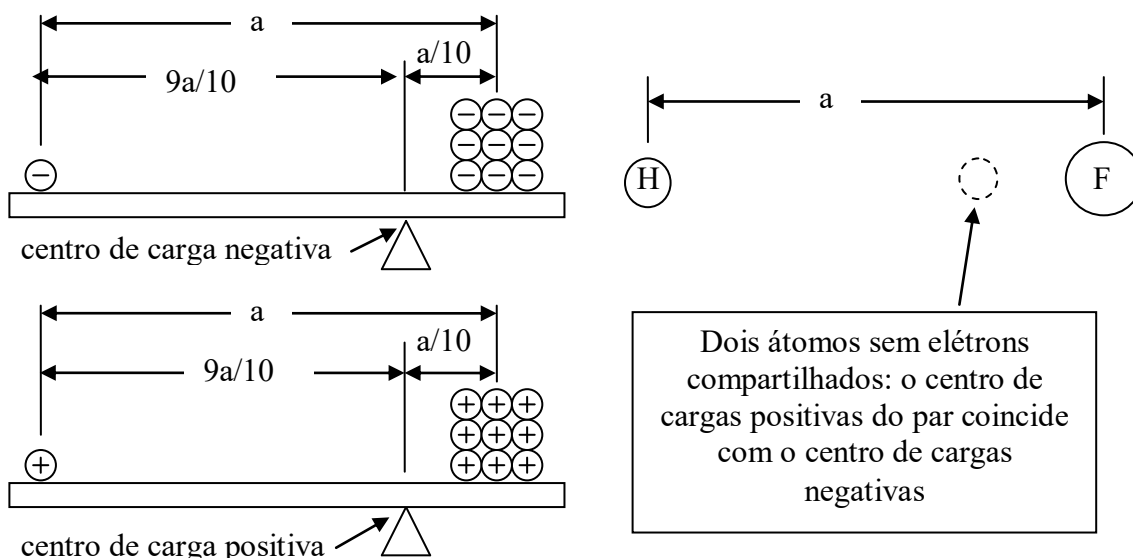 a
a/10
9a/10
centro de carga negativa
a
a/10
9a/10
centro de carga positiva
a
H
F
Dois átomos sem elétrons
compartilhados: o centro de
cargas positivas do par coincide
com o centro de cargas
negativas